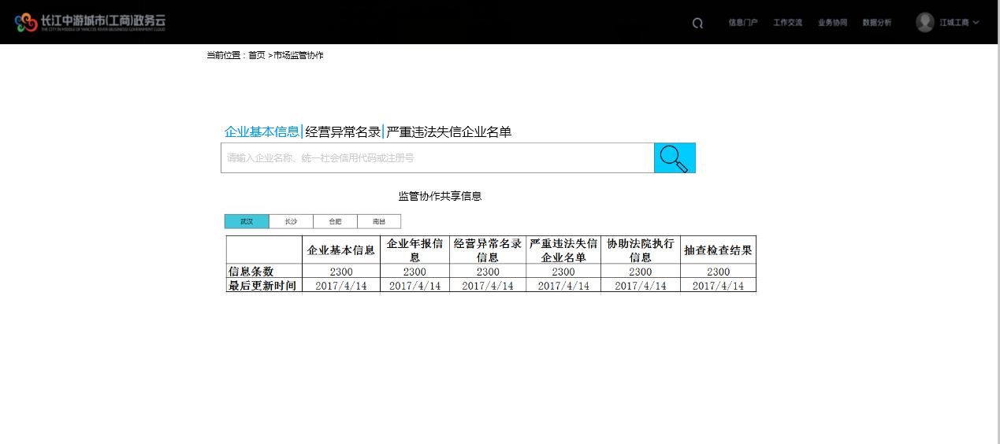 长江中游城市(工商)政务云
THE CITY IN MIDDLE OF YANGTZE RIVER (BUSINESS) GOVERNMENT CLOUD
信息门户 工作交流 业务协同 数据分析 江城工商
当前位置：首页 >市场监管协作
企业基本信息 经营异常名录 严重违法失信企业名单
请输入企业名称、统一社会信用代码或注册号
监管协作共享信息
武汉 长沙 合肥 南昌
企业基本信息 企业年报信息 经营异常名录信息 严重违法失信企业名单 协助法院执行信息 抽查检查结果
信息条数 2300 2300 2300 2300 2300 2300
最后更新时间 2017/4/14 2017/4/14 2017/4/14 2017/4/14 2017/4/14 2017/4/14